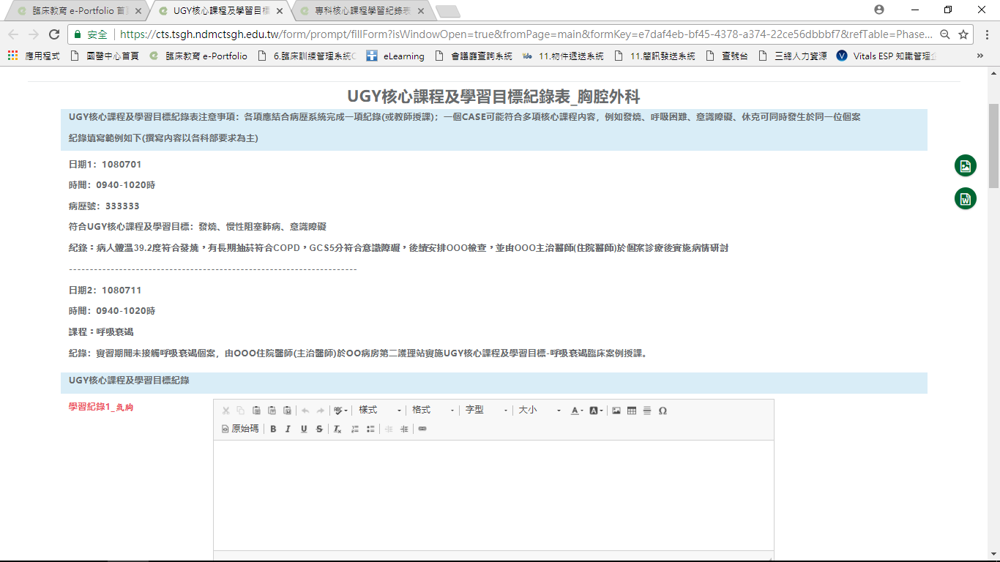 臨床教育 e-Portfolio 首
UGY核心課程及學習目標
專科核心課程學習紀錄表
安全
https://cts.tsgh.ndmctsgh.edu.tw/form/prompt/fillForm?isWindowOpen=true&fromPage=main&formKey=e7daf4eb-bf45-4378-a374-22ce56dbbbf7&refTable=Phase...
應用程式 國醫中心首頁 臨床教育 e-Portfolio 6.臨床訓練管理系統 eLearning 會議廳查詢系統 ido 11.物件遞送系統 11.簡訊發送系統 查號台 三總人力資源 V Vitals ESP 知識管理 »
UGY核心課程及學習目標紀錄表_胸腔外科
UGY核心課程及學習目標紀錄表注意事項：各項應結合病歷系統完成一項紀錄(或教師授課)；一個CASE可能符合多項核心課程內容，例如發燒、呼吸困難、意識障礙、休克可同時發生於同一位個案
紀錄填寫範例如下(撰寫內容以各科部要求為主)
日期1：1080701
時間：0940-1020時
病歷號：333333
符合UGY核心課程及學習目標：發燒、慢性阻塞肺病、意識障礙
紀錄：病人體溫39.2度符合發燒，有長期抽菸符合COPD，GCS5分符合意識障礙，後續安排OOO檢查，並由OOO主治醫師(住院醫師)於個案診療後實施病情研討
--------------------------------------------------------------------
日期2：1080711
時間：0940-1020時
課程：呼吸衰竭
紀錄：實習期間未接觸呼吸衰竭個案，由OOO住院醫師(主治醫師)於OO病房第二護理站實施UGY核心課程及學習目標-呼吸衰竭臨床案例授課。
UGY核心課程及學習目標紀錄
學習紀錄1_氣胸
樣式 格式 字型 大小 A A Ω
原始碼 B I U S Tx
W